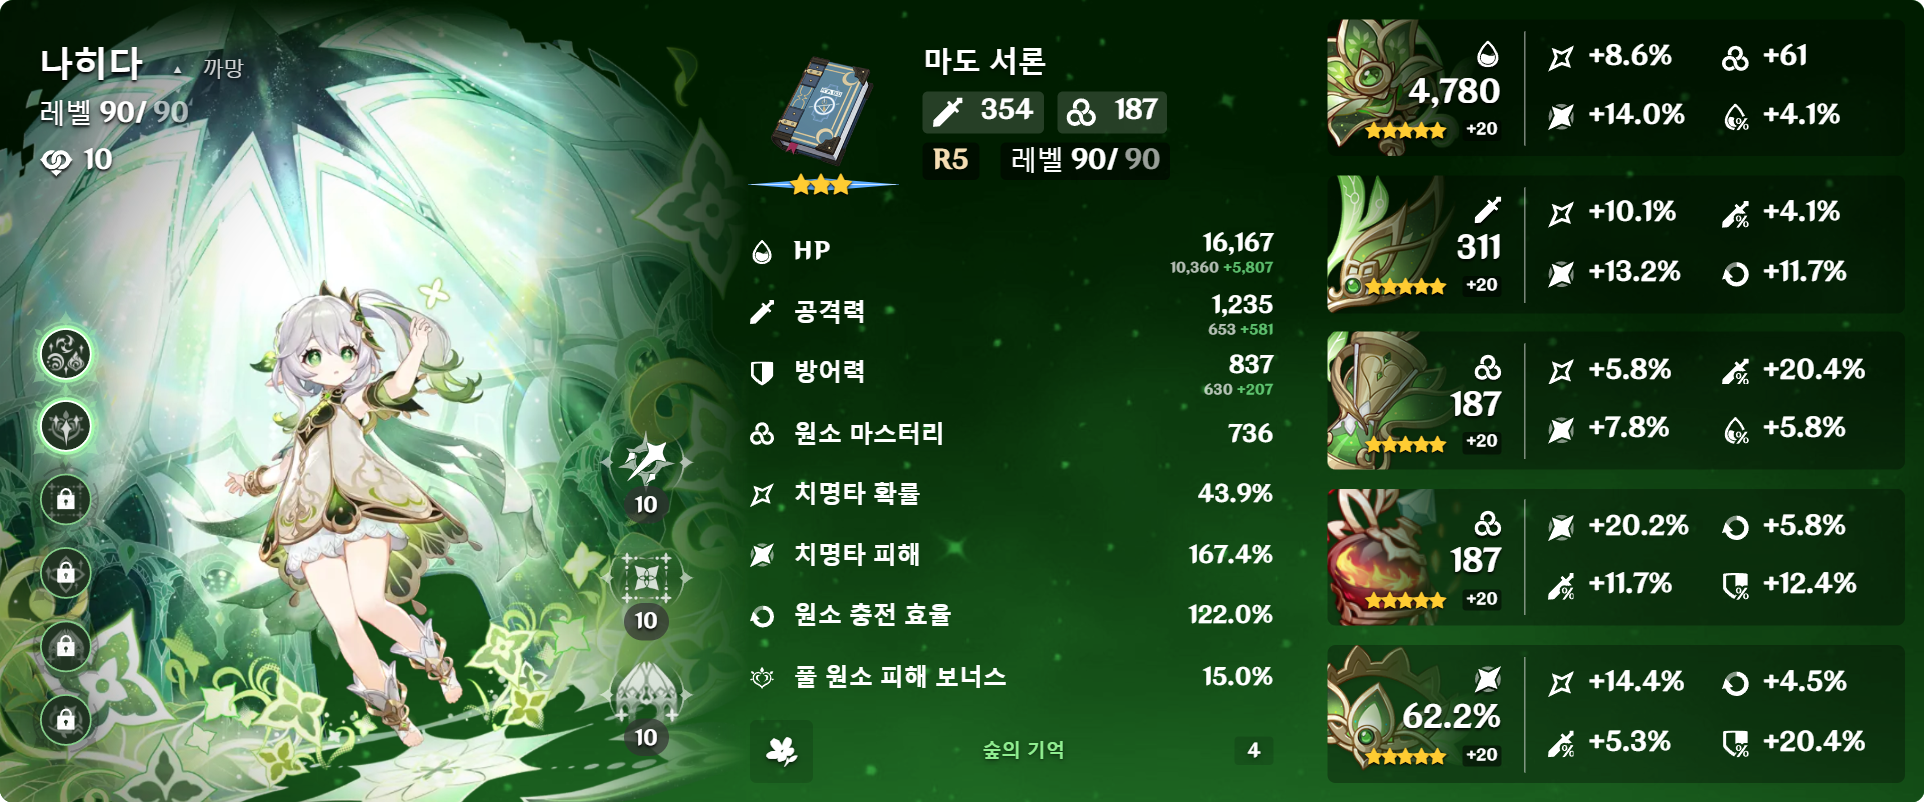 나히다 ▲ 까망
레벨 90/ 90
10
10
10
10
마도 서론
354 187
R5 레벨 90/ 90
HP 16,167
10,360 +5,807
공격력 1,235
653 +581
방어력 837
630 +207
원소 마스터리 736
치명타 확률 43.9%
치명타 피해 167.4%
원소 충전 효율 122.0%
풀 원소 피해 보너스 15.0%
숲의 기억 4
4,780
+20
+8.6% +61
+14.0% +4.1%
311
+20
+10.1% +4.1%
+13.2% +11.7%
187
+20
+5.8% +20.4%
+7.8% +5.8%
187
+20
+20.2% +5.8%
+11.7% +12.4%
62.2%
+20
+14.4% +4.5%
+5.3% +20.4%